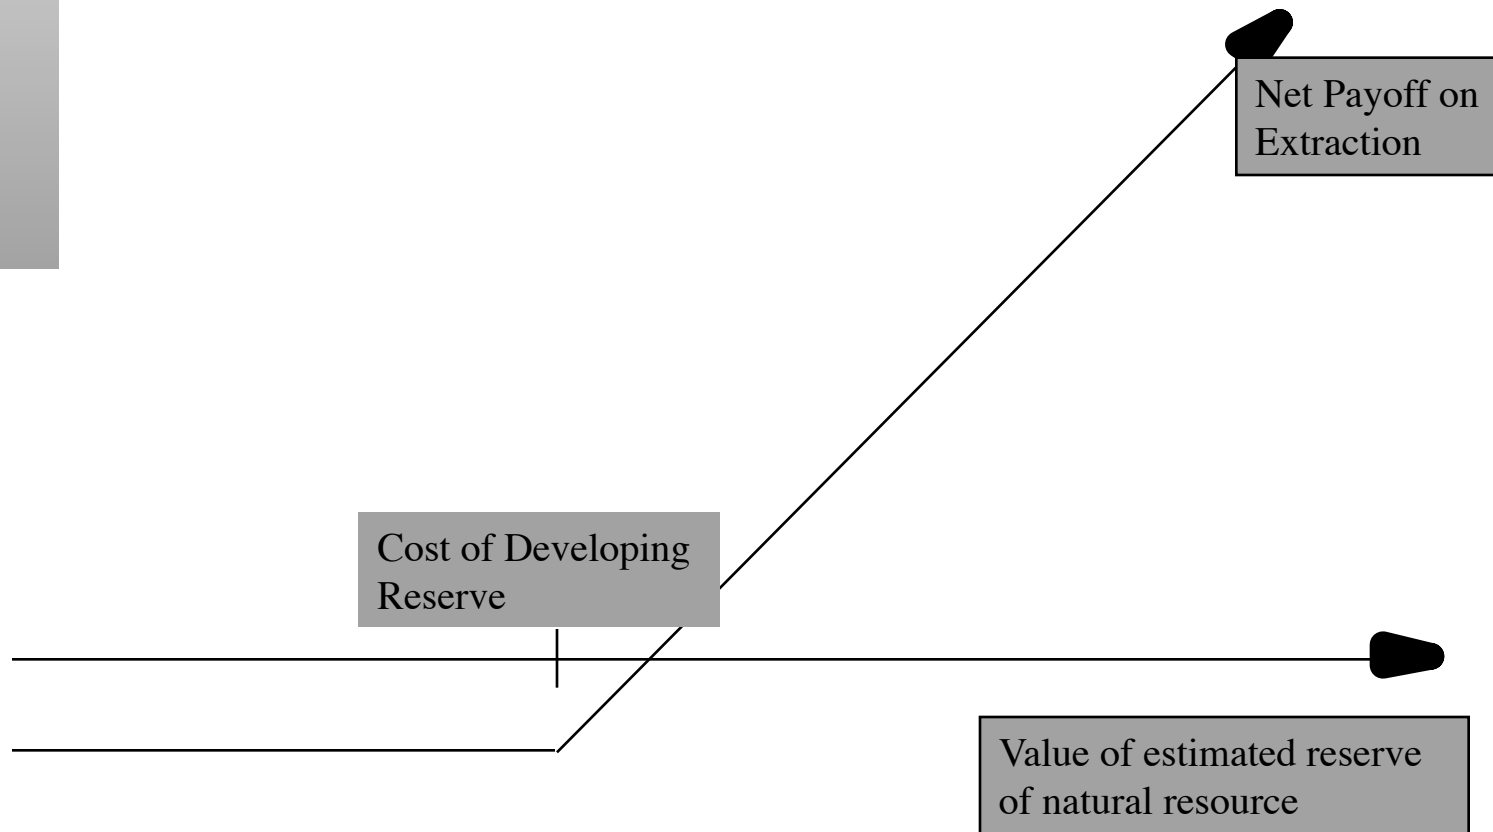 Net Payoff on
Extraction
Cost of Developing
Reserve
Value of estimated reserve
of natural resource